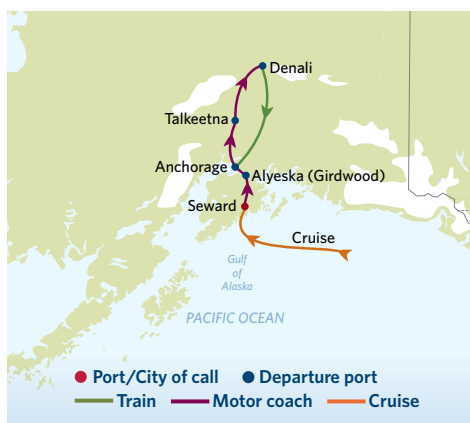 Denali
Talkeetna
Anchorage
Alyeska (Girdwood)
Seward
Cruise
Gulf
of
Alaska
PACIFIC OCEAN
Port/City of call Departure port
Train Motor coach Cruise